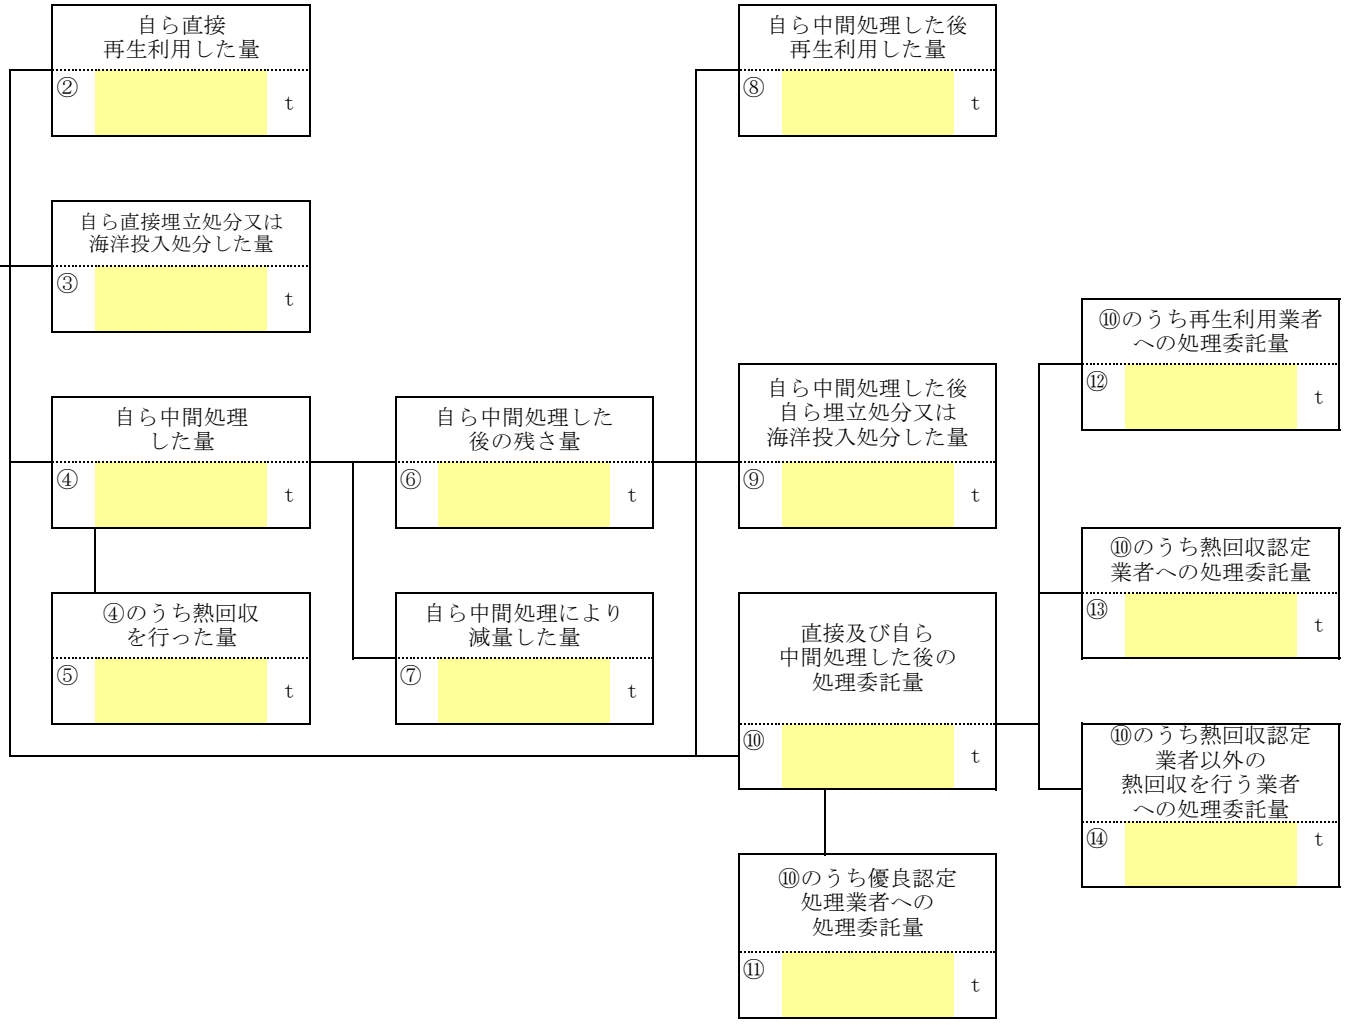 自ら直接
再生利用した量
②
t
自ら中間処理した後
再生利用した量
⑧
t
自ら直接埋立処分又は
海洋投入処分した量
③
t
⑩のうち再生利用業者
への処理委託量
⑫
t
自ら中間処理
した量
④
t
自ら中間処理した
後の残さ量
⑥
t
自ら中間処理した後
自ら埋立処分又は
海洋投入処分した量
⑨
t
⑩のうち熱回収認定
業者への処理委託量
⑬
t
④のうち熱回収
を行った量
⑤
t
自ら中間処理により
減量した量
⑦
t
直接及び自ら
中間処理した後の
処理委託量
⑩
t
⑩のうち熱回収認定
業者以外の
熱回収を行う業者
への処理委託量
⑭
t
⑩のうち優良認定
処理業者への
処理委託量
⑪
t